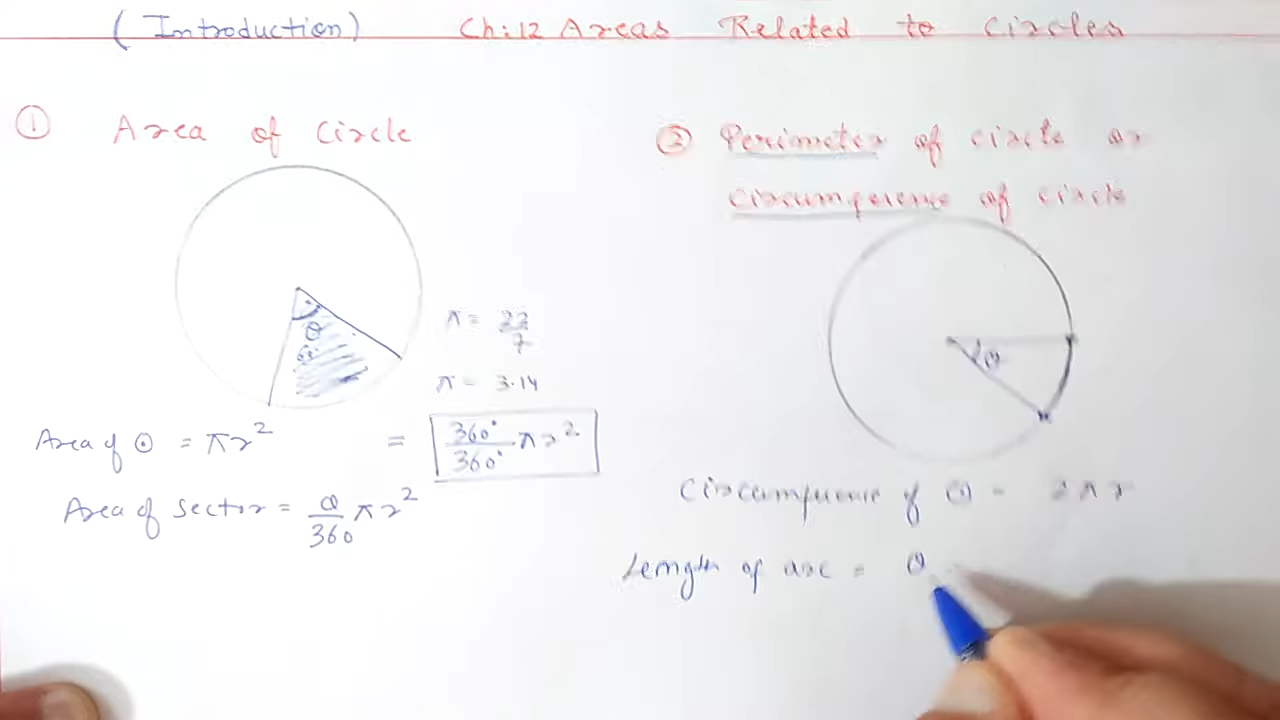 (Introduction) Ch:12 Areas Related to Circles
① Area of Circle
θ
60°
π = 22/7
π = 3.14
Area of ⊙ = πr² = 360°/360° πr²
Area of sector = θ/360 πr²
② Perimeter of circle or
circumference of circle
θ
Circumference of ⊙ = 2πr
Length of arc = θ